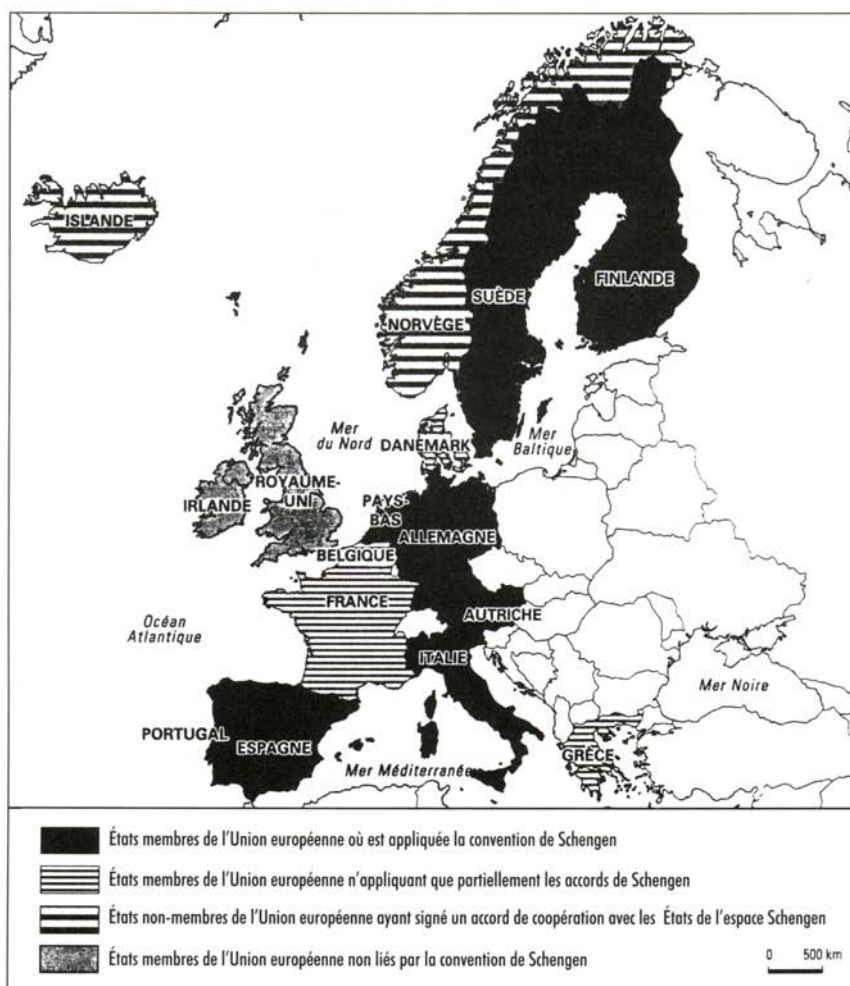 ISLANDE
FINLANDE
SUÈDE
NORVÈGE
Mer
du Nord
DANEMARK
Mer
Baltique
ROYAUME-
UNI
IRLANDE
PAYS-
BAS
ALLEMAGNE
BELGIQUE
FRANCE
AUTRICHE
Océan
Atlantique
ITALIE
Mer Noire
PORTUGAL
ESPAGNE
Mer Méditerranée
GRÈCE
États membres de l'Union européenne où est appliquée la convention de Schengen
États membres de l'Union européenne n'appliquant que partiellement les accords de Schengen
États non-membres de l'Union européenne ayant signé un accord de coopération avec les États de l'espace Schengen
États membres de l'Union européenne non liés par la convention de Schengen
0 500 km